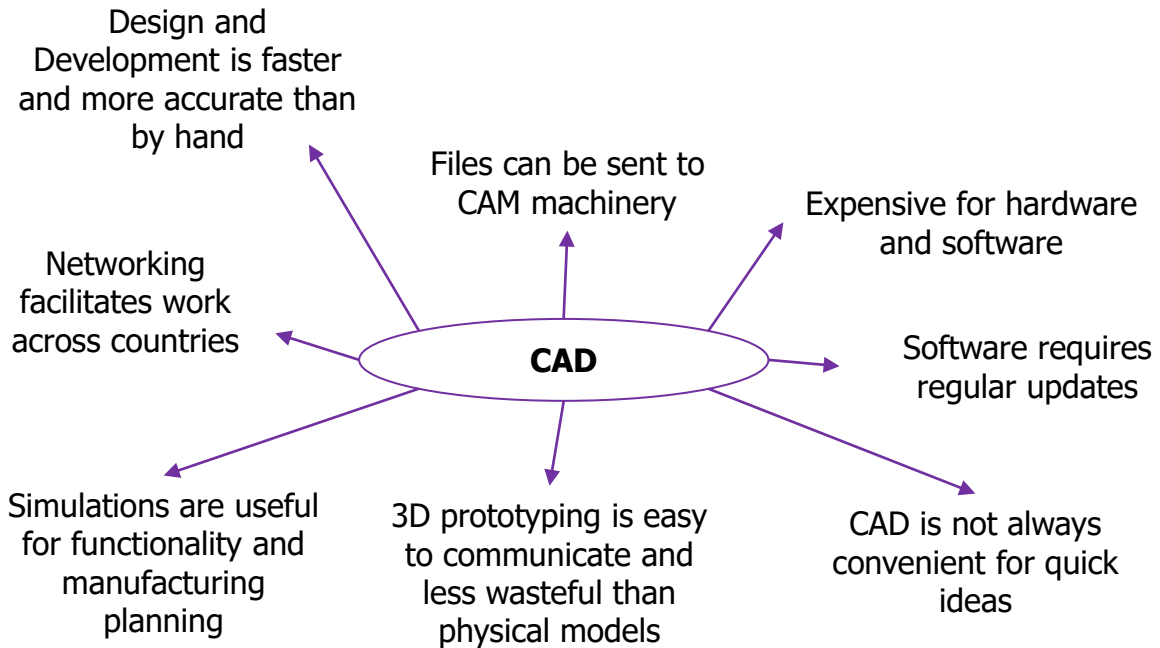 Design and
Development is faster
and more accurate than
by hand
Files can be sent to
CAM machinery
Expensive for hardware
and software
Networking
facilitates work
across countries
CAD
Software requires
regular updates
Simulations are useful
for functionality and
manufacturing
planning
3D prototyping is easy
to communicate and
less wasteful than
physical models
CAD is not always
convenient for quick
ideas